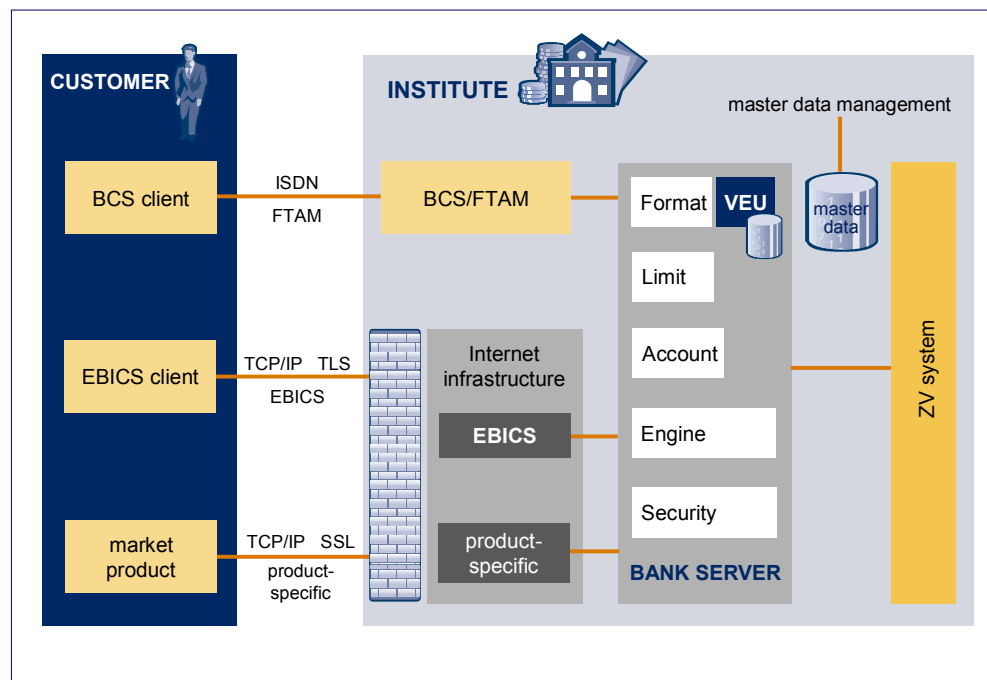 CUSTOMER
INSTITUTE
master data management
BCS client
ISDN
FTAM
BCS/FTAM
Format
VEU
master
data
Limit
EBICS client
TCP/IP TLS
EBICS
Internet
infrastructure
Account
ZV system
EBICS
Engine
market
product
TCP/IP SSL
product-
specific
product-
specific
Security
BANK SERVER